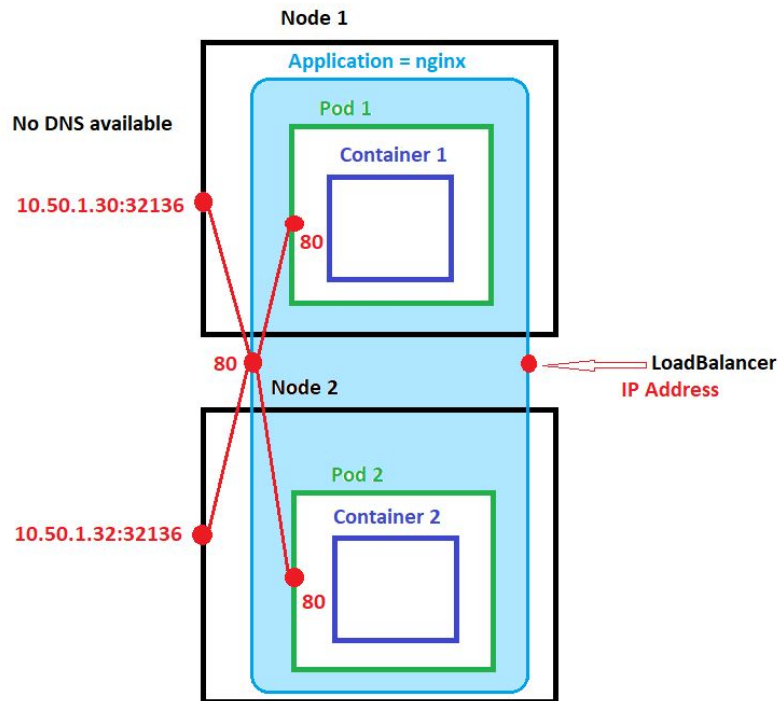 Node 1
Application = nginx
No DNS available
Pod 1
Container 1
10.50.1.30:32136
80
80
LoadBalancer
IP Address
Node 2
Pod 2
Container 2
10.50.1.32:32136
80